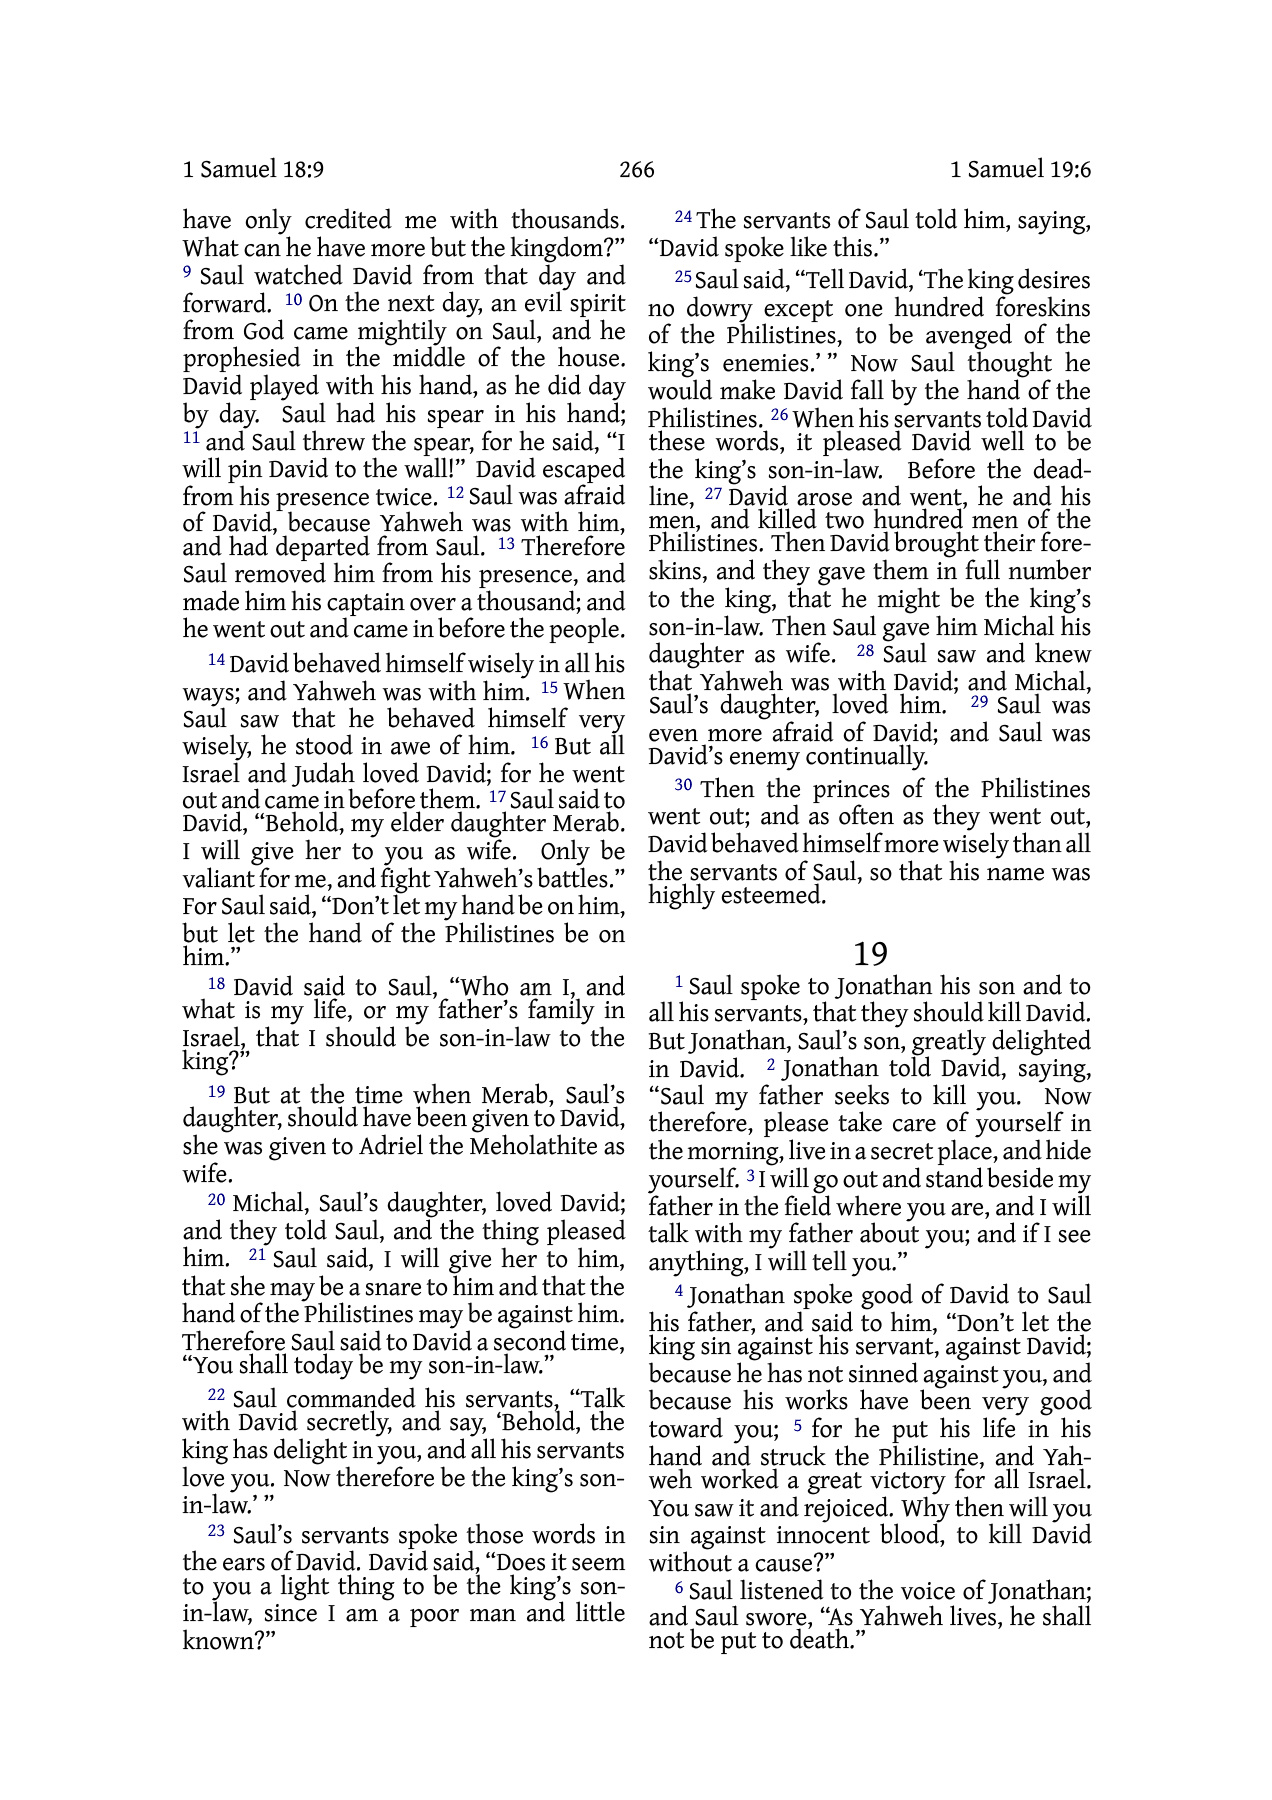 1 Samuel 18:9
266
1 Samuel 19:6
have only credited me with thousands.
What can he have more but the kingdom?”
9 Saul watched David from that day and
forward. 10 On the next day, an evil spirit
from God came mightily on Saul, and he
prophesied in the middle of the house.
David played with his hand, as he did day
by day. Saul had his spear in his hand;
11 and Saul threw the spear, for he said, “I
will pin David to the wall!” David escaped
from his presence twice. 12 Saul was afraid
of David, because Yahweh was with him,
and had departed from Saul. 13 Therefore
Saul removed him from his presence, and
made him his captain over a thousand; and
he went out and came in before the people.
14 David behaved himself wisely in all his
ways; and Yahweh was with him. 15 When
Saul saw that he behaved himself very
wisely, he stood in awe of him. 16 But all
Israel and Judah loved David; for he went
out and came in before them. 17 Saul said to
David, “Behold, my elder daughter Merab.
I will give her to you as wife. Only be
valiant for me, and fight Yahweh’s battles.”
For Saul said, “Don’t let my hand be on him,
but let the hand of the Philistines be on
him.”
18 David said to Saul, “Who am I, and
what is my life, or my father’s family in
Israel, that I should be son-in-law to the
king?”
19 But at the time when Merab, Saul’s
daughter, should have been given to David,
she was given to Adriel the Meholathite as
wife.
20 Michal, Saul’s daughter, loved David;
and they told Saul, and the thing pleased
him. 21 Saul said, I will give her to him,
that she may be a snare to him and that the
hand of the Philistines may be against him.
Therefore Saul said to David a second time,
“You shall today be my son-in-law.”
22 Saul commanded his servants, “Talk
with David secretly, and say, ‘Behold, the
king has delight in you, and all his servants
love you. Now therefore be the king’s son-
in-law.’ ”
23 Saul’s servants spoke those words in
the ears of David. David said, “Does it seem
to you a light thing to be the king’s son-
in-law, since I am a poor man and little
known?”
24 The servants of Saul told him, saying,
“David spoke like this.”
25 Saul said, “Tell David, ‘The king desires
no dowry except one hundred foreskins
of the Philistines, to be avenged of the
king’s enemies.’ ” Now Saul thought he
would make David fall by the hand of the
Philistines. 26 When his servants told David
these words, it pleased David well to be
the king’s son-in-law. Before the dead-
line, 27 David arose and went, he and his
men, and killed two hundred men of the
Philistines. Then David brought their fore-
skins, and they gave them in full number
to the king, that he might be the king’s
son-in-law. Then Saul gave him Michal his
daughter as wife. 28 Saul saw and knew
that Yahweh was with David; and Michal,
Saul’s daughter, loved him. 29 Saul was
even more afraid of David; and Saul was
David’s enemy continually.
30 Then the princes of the Philistines
went out; and as often as they went out,
David behaved himself more wisely than all
the servants of Saul, so that his name was
highly esteemed.
19
1 Saul spoke to Jonathan his son and to
all his servants, that they should kill David.
But Jonathan, Saul’s son, greatly delighted
in David. 2 Jonathan told David, saying,
“Saul my father seeks to kill you. Now
therefore, please take care of yourself in
the morning, live in a secret place, and hide
yourself. 3 I will go out and stand beside my
father in the field where you are, and I will
talk with my father about you; and if I see
anything, I will tell you.”
4 Jonathan spoke good of David to Saul
his father, and said to him, “Don’t let the
king sin against his servant, against David;
because he has not sinned against you, and
because his works have been very good
toward you; 5 for he put his life in his
hand and struck the Philistine, and Yah-
weh worked a great victory for all Israel.
You saw it and rejoiced. Why then will you
sin against innocent blood, to kill David
without a cause?”
6 Saul listened to the voice of Jonathan;
and Saul swore, “As Yahweh lives, he shall
not be put to death.”